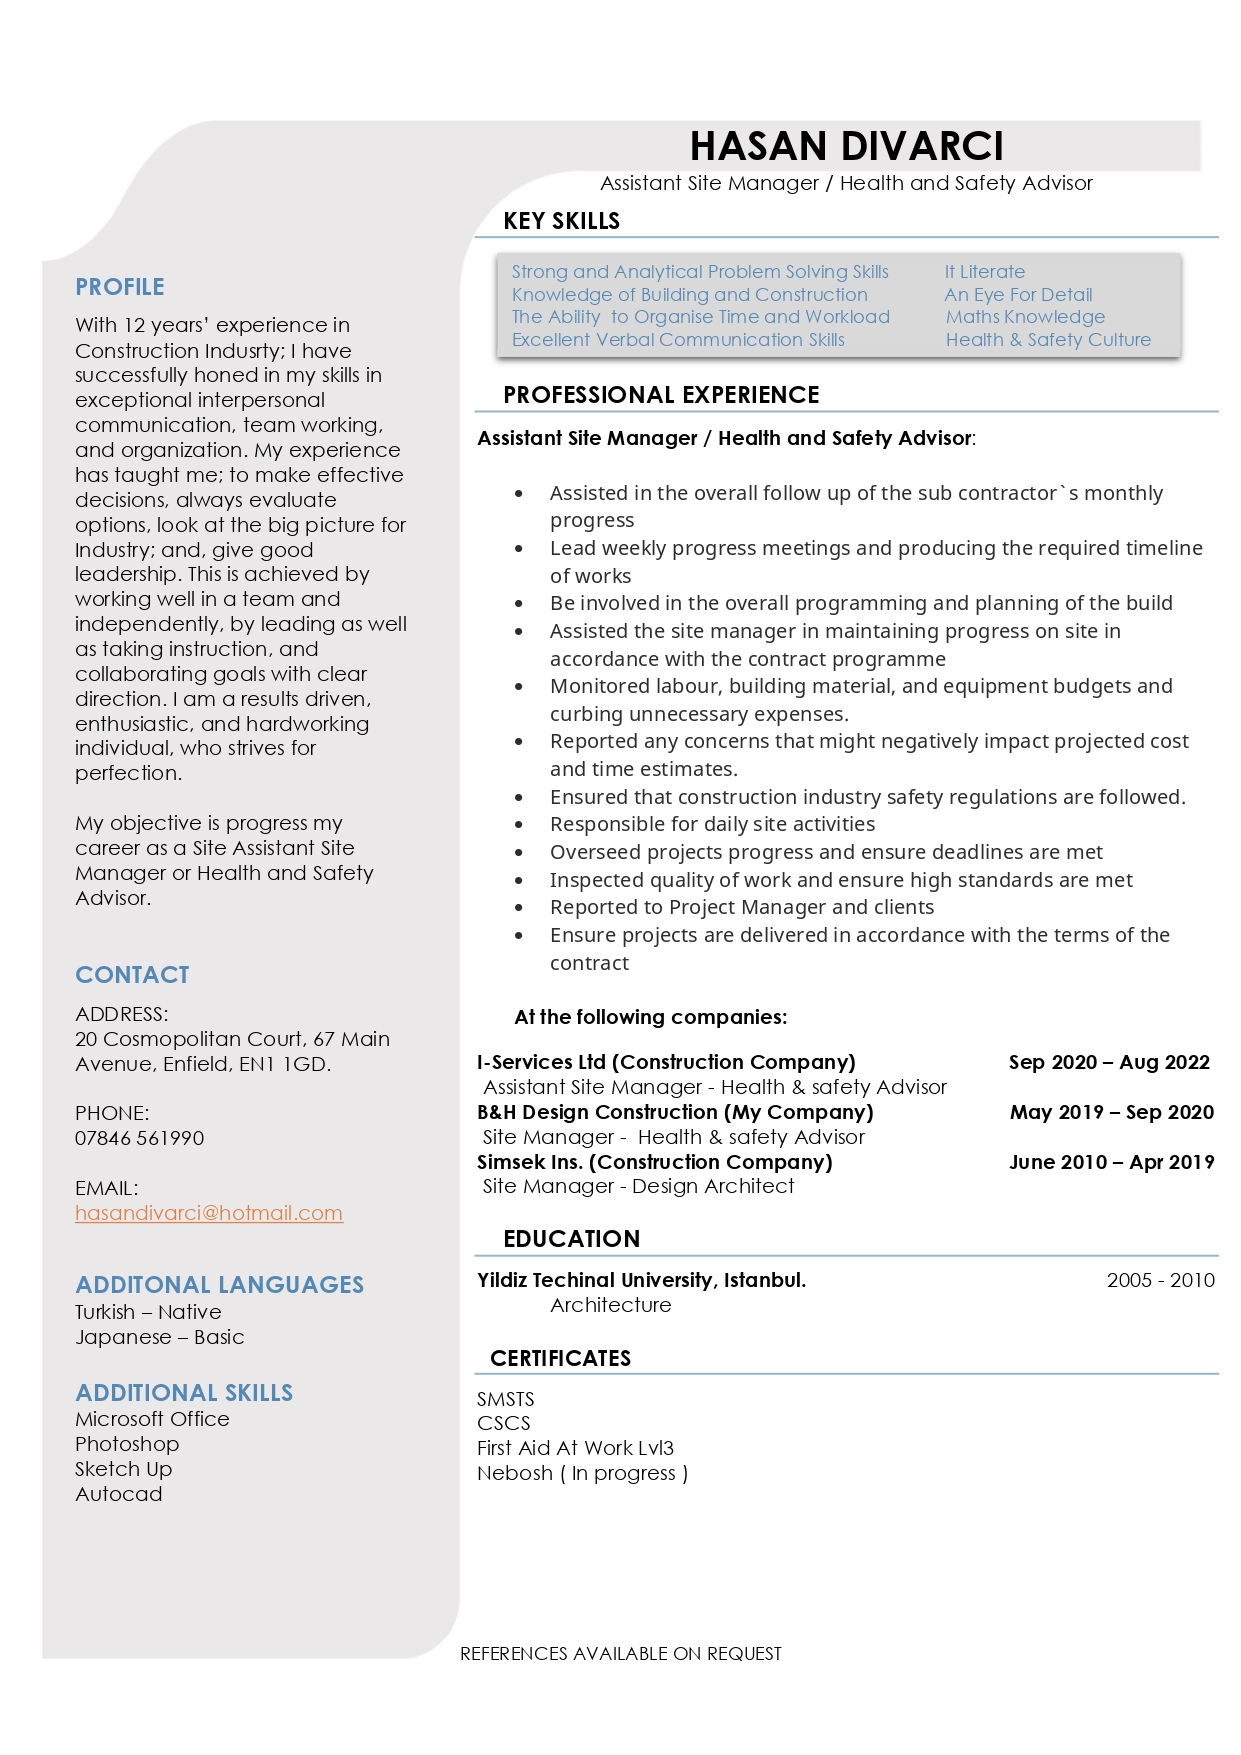 HASAN DIVARCI
Assistant Site Manager / Health and Safety Advisor
PROFILE
With 12 years’ experience in
Construction Indusrty; I have
successfully honed in my skills in
exceptional interpersonal
communication, team working,
and organization. My experience
has taught me; to make effective
decisions, always evaluate
options, look at the big picture for
Industry; and, give good
leadership. This is achieved by
working well in a team and
independently, by leading as well
as taking instruction, and
collaborating goals with clear
direction. I am a results driven,
enthusiastic, and hardworking
individual, who strives for
perfection.
My objective is progress my
career as a Site Assistant Site
Manager or Health and Safety
Advisor.
CONTACT
ADDRESS:
20 Cosmopolitan Court, 67 Main
Avenue, Enfield, EN1 1GD.
PHONE:
07846 561990
EMAIL:
hasandivarci@hotmail.com
ADDITONAL LANGUAGES
Turkish – Native
Japanese – Basic
ADDITIONAL SKILLS
Microsoft Office
Photoshop
Sketch Up
Autocad
KEY SKILLS
Strong and Analytical Problem Solving Skills It Literate
Knowledge of Building and Construction An Eye For Detail
The Ability to Organise Time and Workload Maths Knowledge
Excellent Verbal Communication Skills Health & Safety Culture
PROFESSIONAL EXPERIENCE
Assistant Site Manager / Health and Safety Advisor:
• Assisted in the overall follow up of the sub contractor`s monthly
progress
• Lead weekly progress meetings and producing the required timeline
of works
• Be involved in the overall programming and planning of the build
• Assisted the site manager in maintaining progress on site in
accordance with the contract programme
• Monitored labour, building material, and equipment budgets and
curbing unnecessary expenses.
• Reported any concerns that might negatively impact projected cost
and time estimates.
• Ensured that construction industry safety regulations are followed.
• Responsible for daily site activities
• Overseed projects progress and ensure deadlines are met
• Inspected quality of work and ensure high standards are met
• Reported to Project Manager and clients
• Ensure projects are delivered in accordance with the terms of the
contract
At the following companies:
I-Services Ltd (Construction Company) Sep 2020 – Aug 2022
Assistant Site Manager - Health & safety Advisor
B&H Design Construction (My Company) May 2019 – Sep 2020
Site Manager - Health & safety Advisor
Simsek Ins. (Construction Company) June 2010 – Apr 2019
Site Manager - Design Architect
EDUCATION
Yildiz Techinal University, Istanbul. 2005 - 2010
Architecture
CERTIFICATES
SMSTS
CSCS
First Aid At Work Lvl3
Nebosh ( In progress )
REFERENCES AVAILABLE ON REQUEST